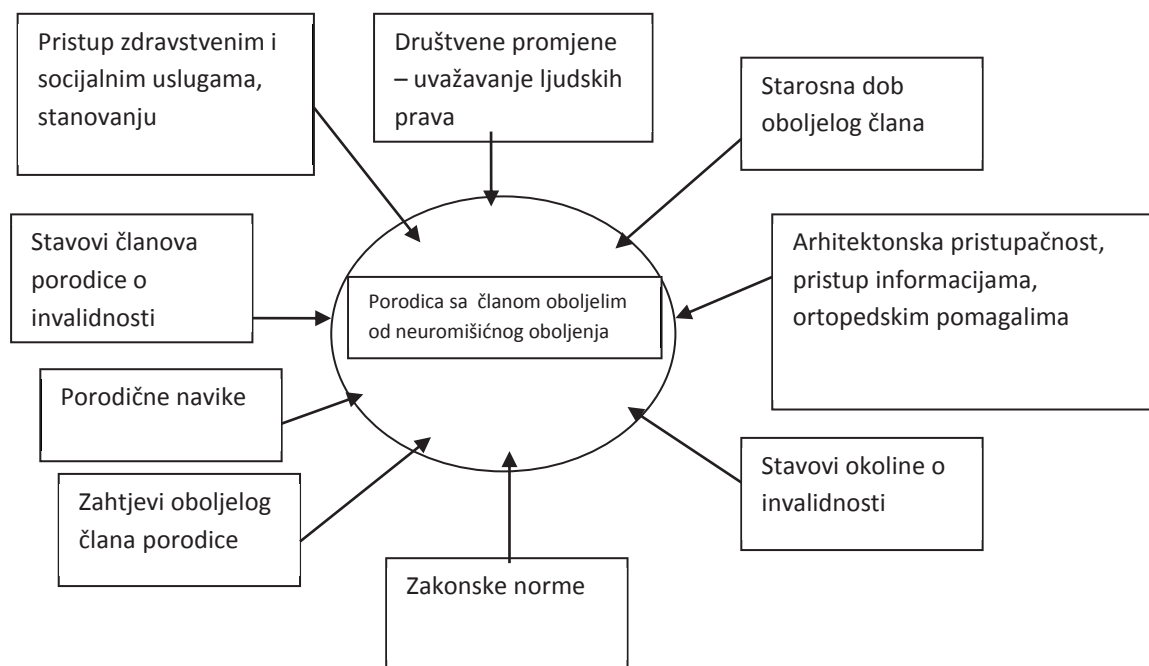 Pristup zdravstvenim i
socijalnim uslugama,
stanovanju
Društvene promjene
– uvažavanje ljudskih
prava
Starosna dob
oboljelog člana
Stavovi članova
porodice o
invalidnosti
Porodica sa članom oboljelim
od neuromišićnog oboljenja
Arhitektonska pristupačnost,
pristup informacijama,
ortopedskim pomagalima
Porodične navike
Stavovi okoline o
invalidnosti
Zahtjevi oboljelog
člana porodice
Zakonske norme